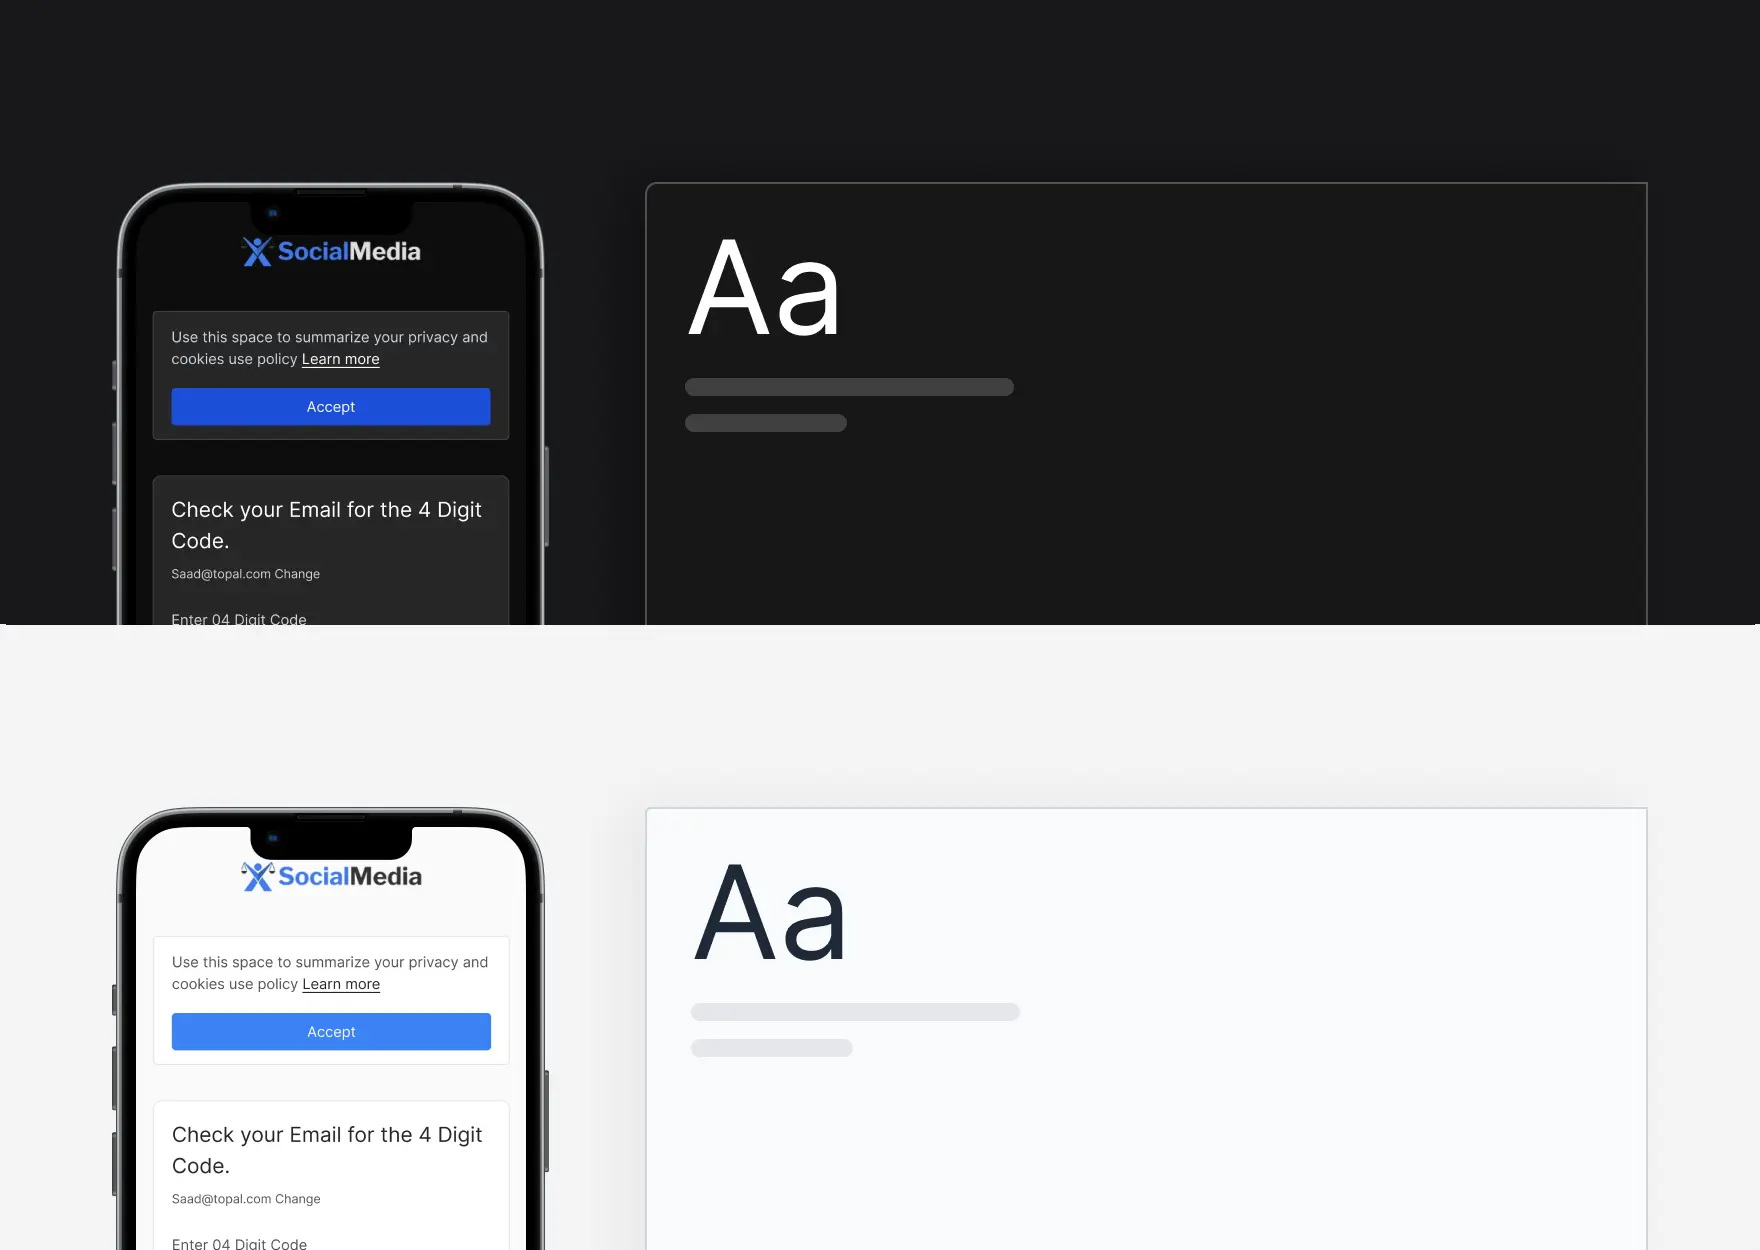 SocialMedia
Use this space to summarize your privacy and
cookies use policy Learn more
Accept
Check your Email for the 4 Digit
Code.
Saad@topal.com Change
Enter 04 Digit Code
Aa
SocialMedia
Use this space to summarize your privacy and
cookies use policy Learn more
Accept
Check your Email for the 4 Digit
Code.
Saad@topal.com Change
Enter 04 Digit Code
Aa